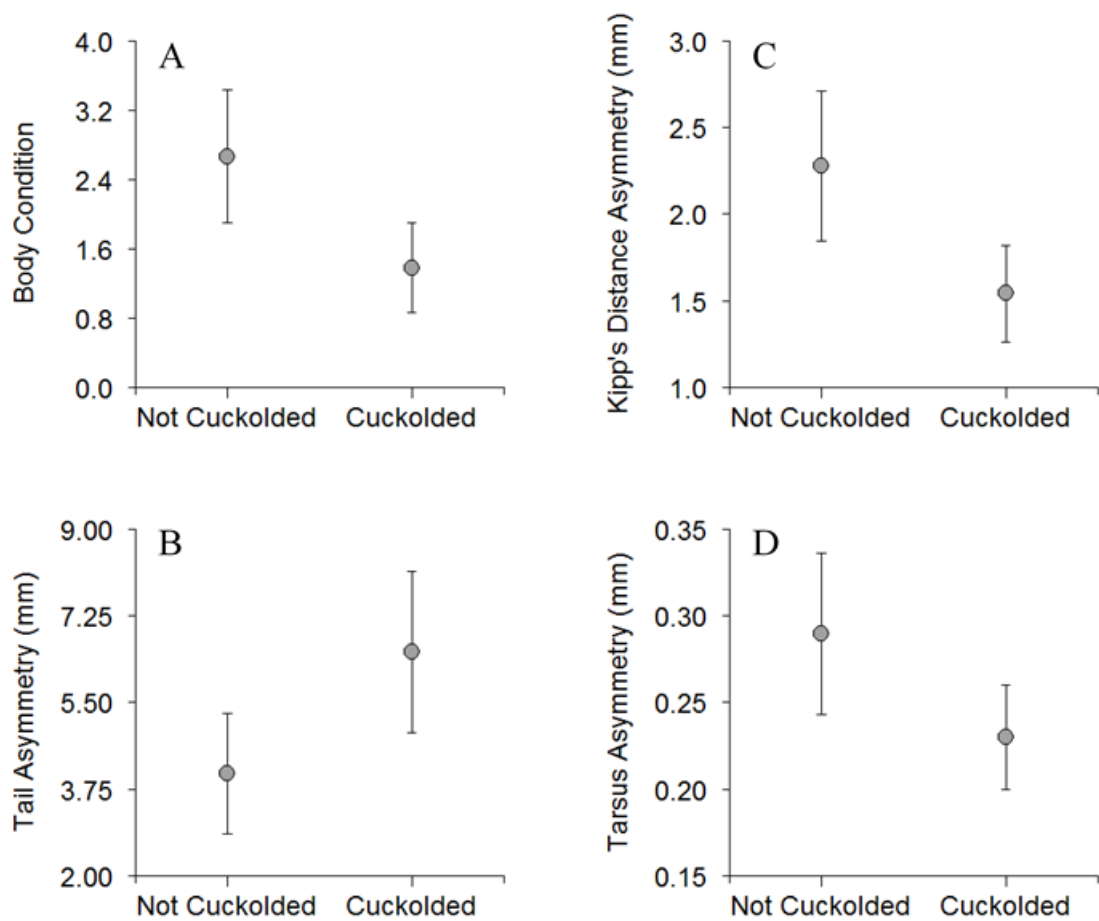 A
Body Condition
4.0
3.2
2.4
1.6
0.8
0.0
Not Cuckolded Cuckolded
C
Kipp's Distance Asymmetry (mm)
3.0
2.5
2.0
1.5
1.0
Not Cuckolded Cuckolded
B
Tail Asymmetry (mm)
9.00
7.25
5.50
3.75
2.00
Not Cuckolded Cuckolded
D
Tarsus Asymmetry (mm)
0.35
0.30
0.25
0.20
0.15
Not Cuckolded Cuckolded